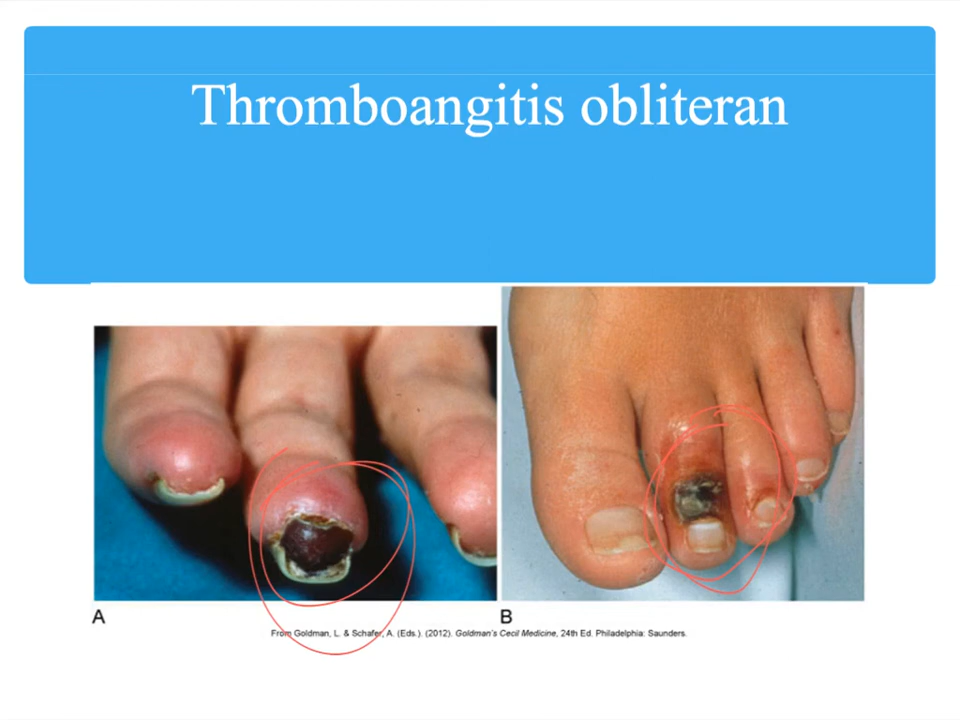 Thromboangitis obliteran
A
B
From Goldman, L. & Schafer, A. (Eds.). (2012). Goldman's Cecil Medicine, 24th Ed. Philadelphia: Saunders.